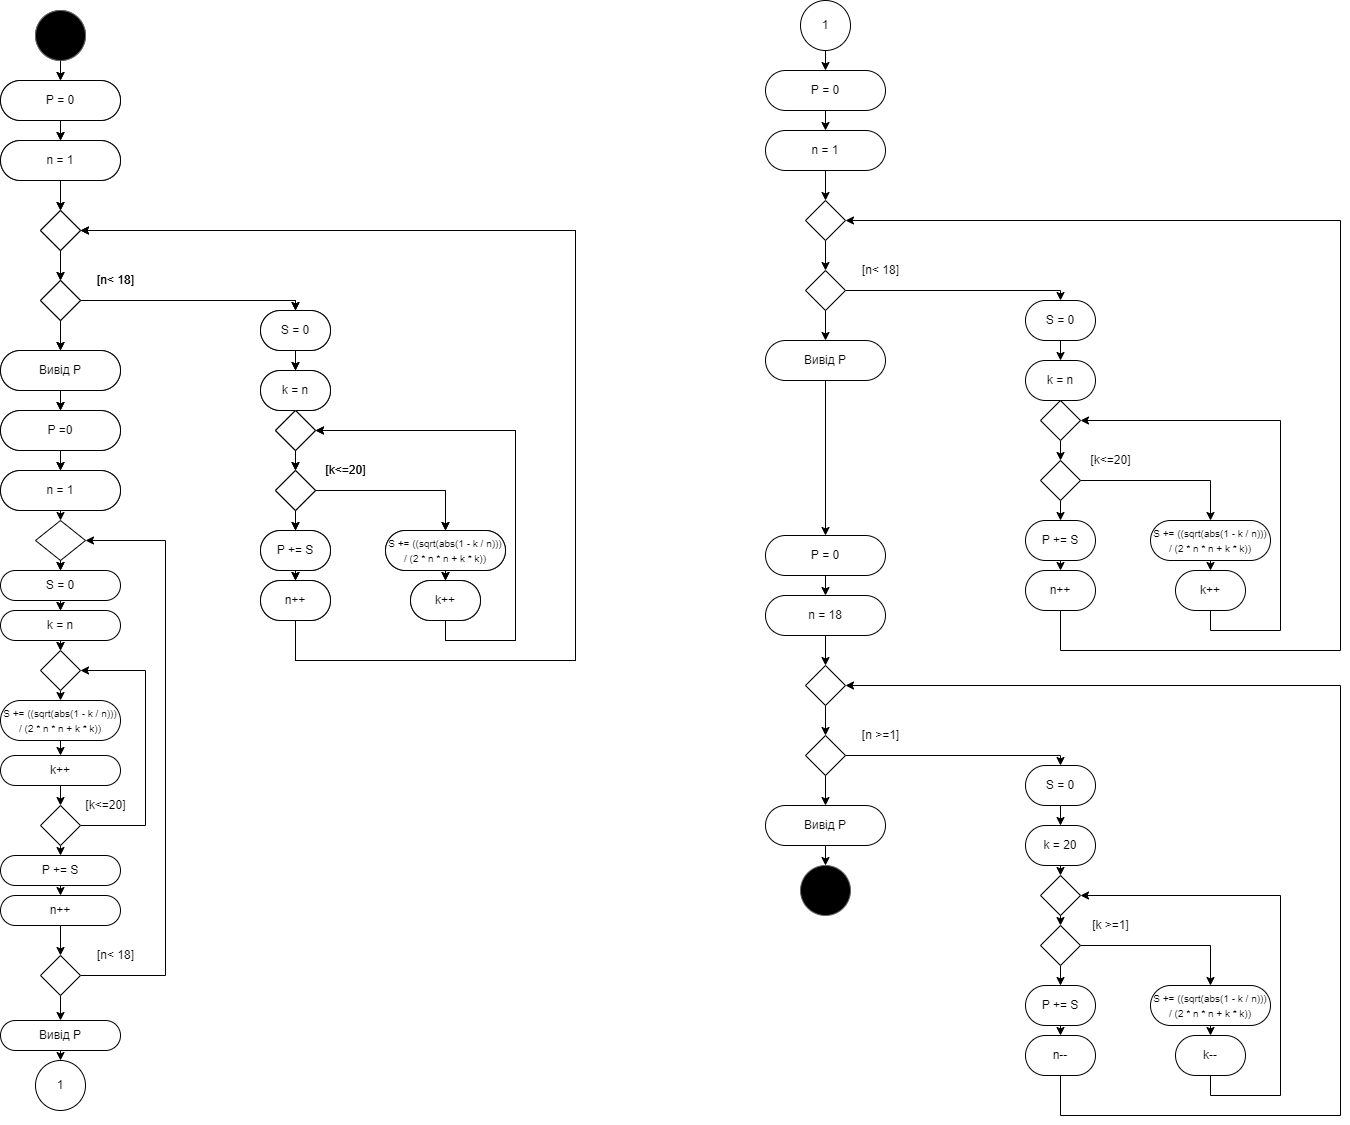 P = 0
n = 1
[n< 18]
S = 0
k = n
[k<=20]
S += ((sqrt(abs(1 - k / n)))
/ (2 * n * n + k * k))
k++
P += S
n++
Вивід P
P =0
n = 1
S = 0
k = n
S += ((sqrt(abs(1 - k / n)))
/ (2 * n * n + k * k))
k++
[k<=20]
P += S
n++
[n< 18]
Вивід P
1
1
P = 0
n = 1
[n< 18]
S = 0
k = n
[k<=20]
S += ((sqrt(abs(1 - k / n)))
/ (2 * n * n + k * k))
k++
P += S
n++
Вивід P
P = 0
n = 18
[n >=1]
S = 0
k = 20
[k >=1]
S += ((sqrt(abs(1 - k / n)))
/ (2 * n * n + k * k))
k--
P += S
n--
Вивід P